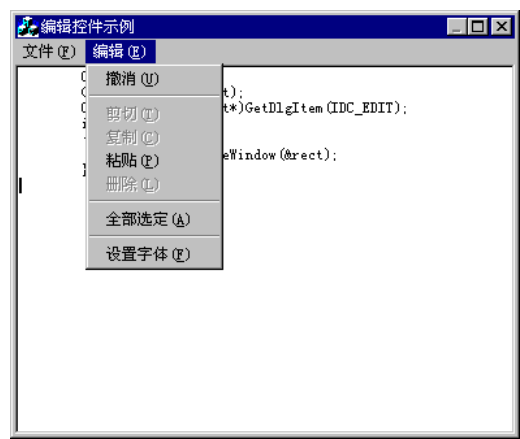 编辑控件示例
文件(F) 编辑(E)
撤消(U)
剪切(T)
复制(C)
粘贴(P)
删除(L)
全部选定(A)
设置字体(F)
t);
t*)GetDlgItem(IDC_EDIT);
eWindow(&rect);